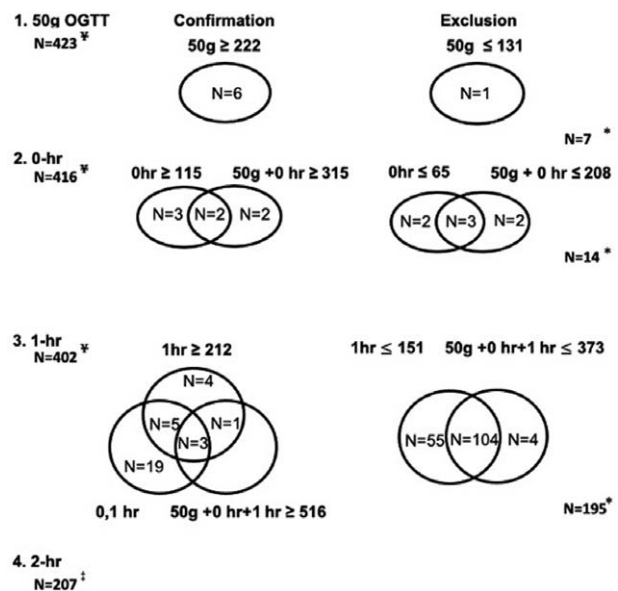 1. 50g OGTT Confirmation Exclusion
N=423 ¥
50g ≥ 222 50g ≤ 131
N=6 N=1
N=7 *
2. 0-hr
N=416 ¥
0hr ≥ 115 50g +0 hr ≥ 315 0hr ≤ 65 50g + 0 hr ≤ 208
N=3 N=2 N=2 N=2 N=3 N=2
N=14 *
3. 1-hr
N=402 ¥
1hr ≥ 212 1hr ≤ 151 50g +0 hr+1 hr ≤ 373
N=4
N=5 N=1
N=3
N=19
N=55 N=104 N=4
0,1 hr 50g +0 hr+1 hr ≥ 516
N=195*
4. 2-hr
N=207 ‡